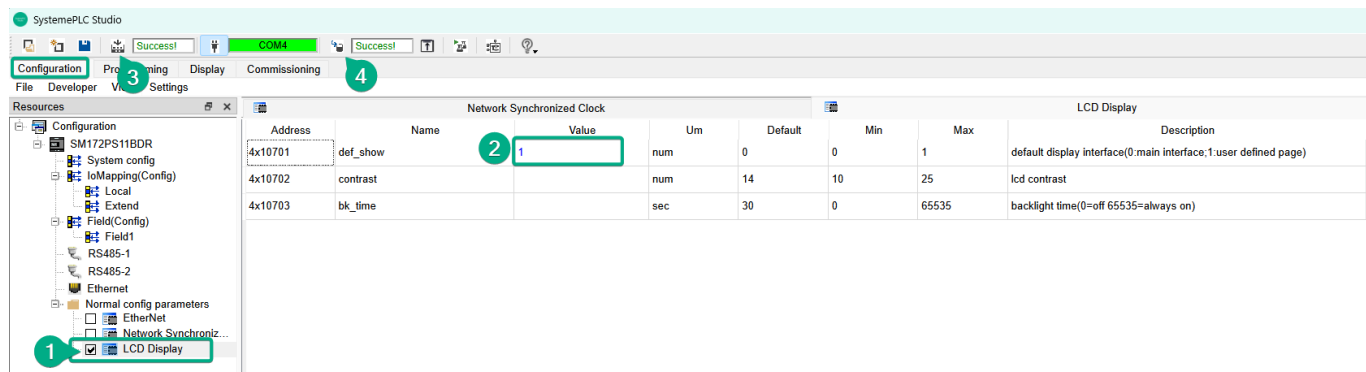 SystemePLC Studio
Success! COM4 Success!
Configuration Display Commissioning
3 4
File Developer Settings
Resources
Network Synchronized Clock LCD Display
Configuration
SM172PS11BDR
System config
IoMapping(Config)
Local
Extend
Field(Config)
Field1
RS485-1
RS485-2
Ethernet
Normal config parameters
EtherNet
Network Synchroniz...
1 LCD Display
Address Name Value Um Default Min Max Description
4x10701 def_show 2 1 num 0 0 1 default display interface(0:main interface;1:user defined page)
4x10702 contrast num 14 10 25 lcd contrast
4x10703 bk_time sec 30 0 65535 backlight time(0=off 65535=always on)